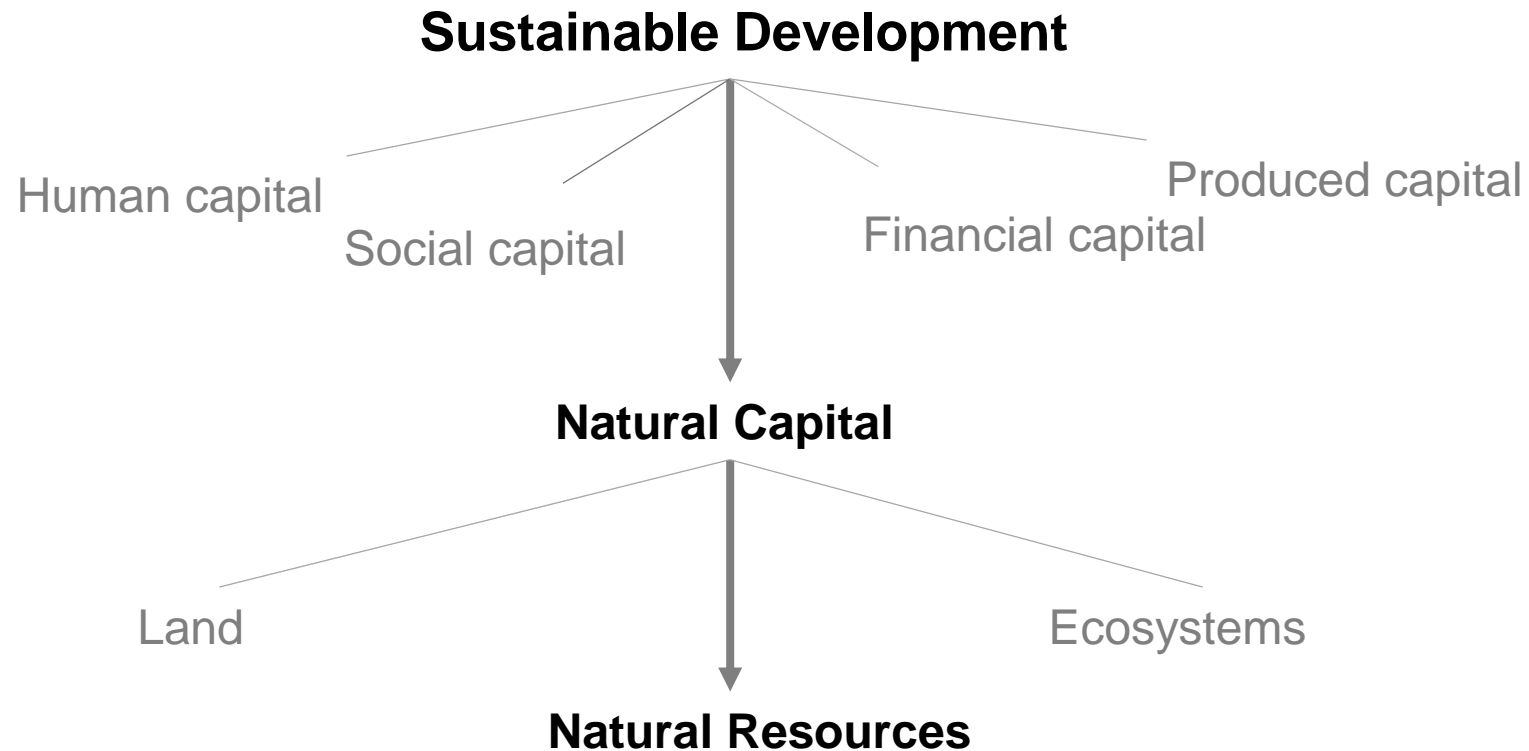 Sustainable Development
Human capital
Social capital
Financial capital
Produced capital
Natural Capital
Land
Ecosystems
Natural Resources